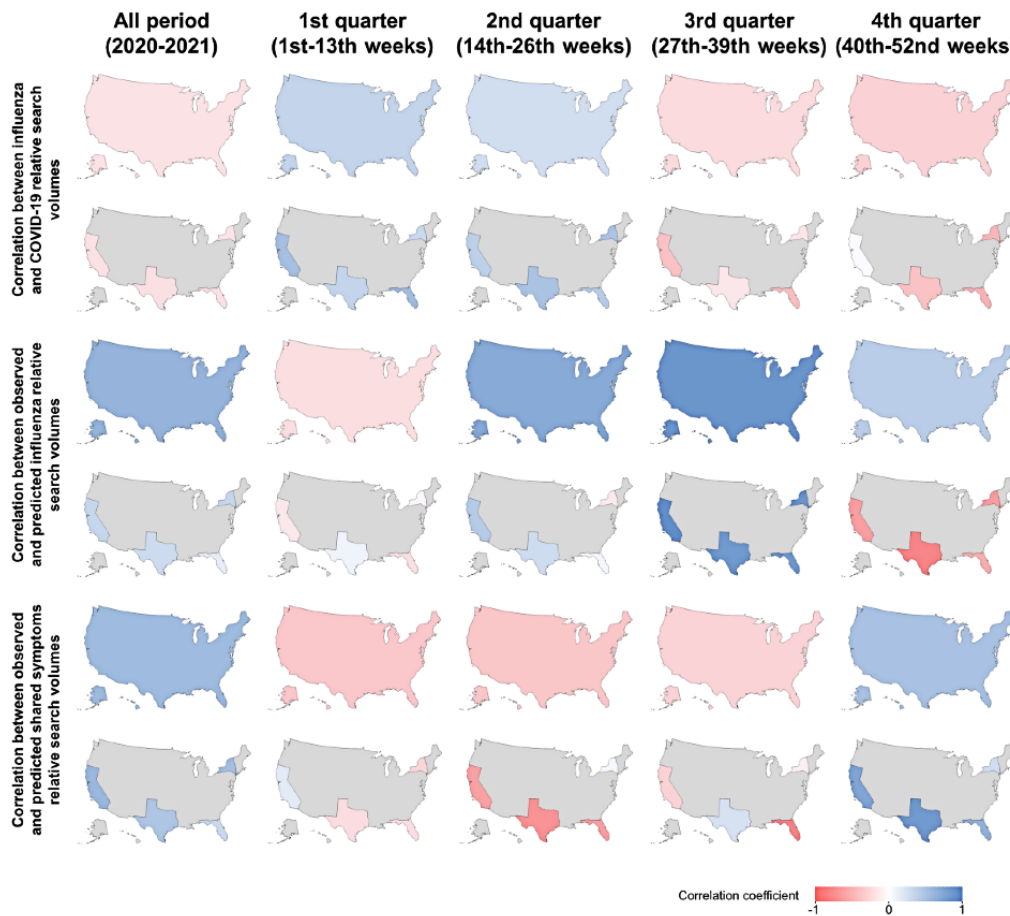 All period
(2020-2021)
1st quarter
(1st-13th weeks)
2nd quarter
(14th-26th weeks)
3rd quarter
(27th-39th weeks)
4th quarter
(40th-52nd weeks
Correlation between influenza
and COVID-19 relative search
volumes
Correlation between observed
and predicted influenza relative
search volumes
Correlation between observed
and predicted shared symptoms
relative search volumes
Correlation coefficient
-1
0
1